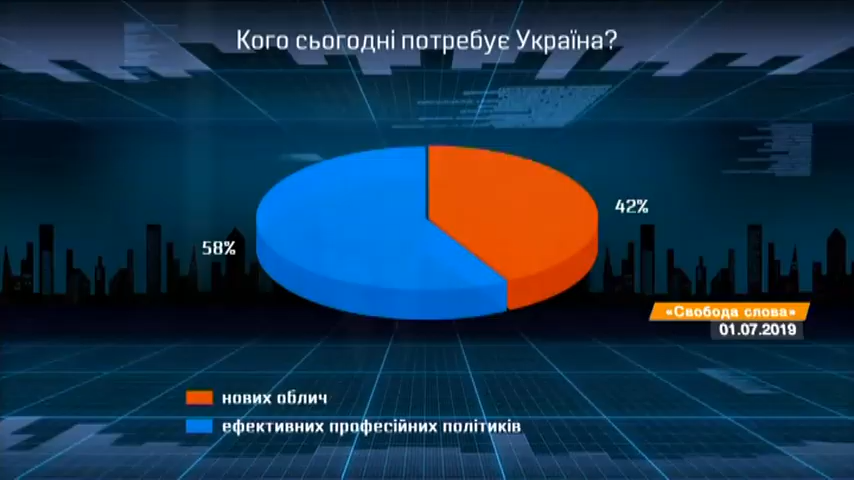 Кого сьогодні потребує Україна?
42%
58%
«Свобода слова»
01.07.2019
нових облич
ефективних професійних політиків